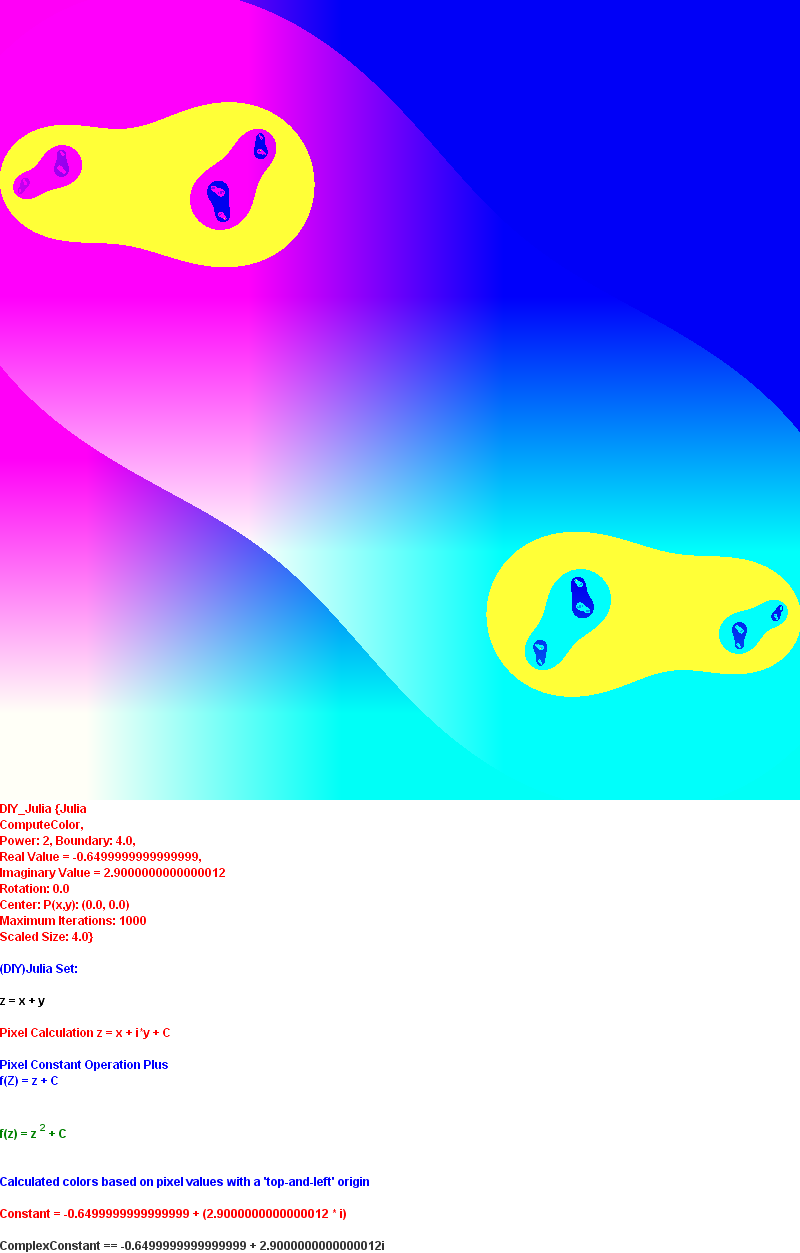 DIY_Julia {Julia
ComputeColor,
Power: 2, Boundary: 4.0,
Real Value = -0.6499999999999999,
Imaginary Value = 2.9000000000000012
Rotation: 0.0
Center: P(x,y): (0.0, 0.0)
Maximum Iterations: 1000
Scaled Size: 4.0}
(DIY)Julia Set:
z = x + y
Pixel Calculation z = x + i*y + C
Pixel Constant Operation Plus
f(Z) = z + C
f(z) = z 2 + C
Calculated colors based on pixel values with a 'top-and-left' origin
Constant = -0.6499999999999999 + (2.9000000000000012 * i)
ComplexConstant == -0.6499999999999999 + 2.9000000000000012i